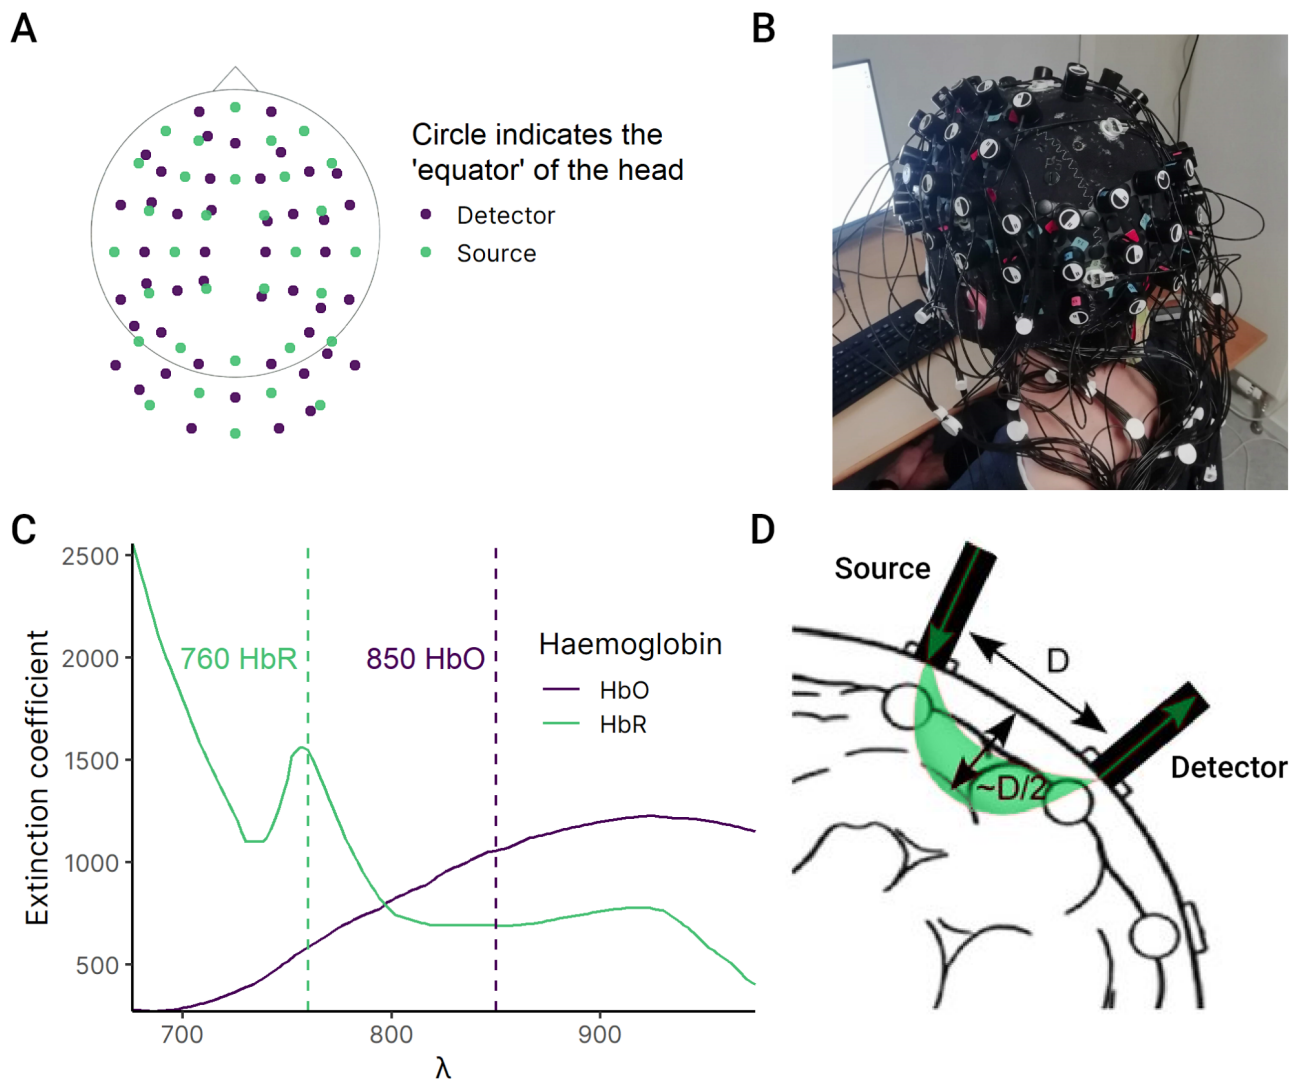 A
Circle indicates the
'equator' of the head
Detector
Source
B
C
Extinction coefficient
2500
2000
1500
1000
500
760 HbR
850 HbO
Haemoglobin
HbO
HbR
700
800
900
λ
D
Source
D
~D/2
Detector